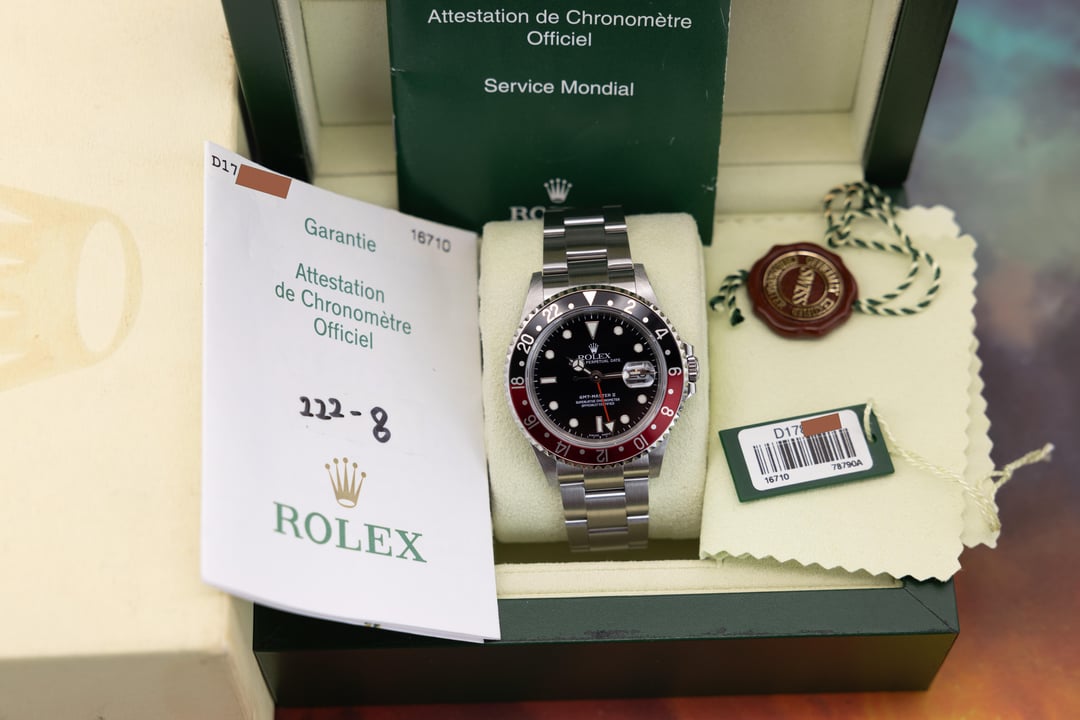 Attestation de Chronomètre
Officiel
Service Mondial
D17
Garantie
16710
Attestation
de Chronomètre
Officiel
222-8
ROLEX
22
2
4
6
8
10
12
14
16
18
20
ROLEX
PERPETUAL DATE
GMT-MASTER II
SUPERLATIVE CHRONOMETER
OFFICIALLY CERTIFIED
SWISS
D17
16710
78790A